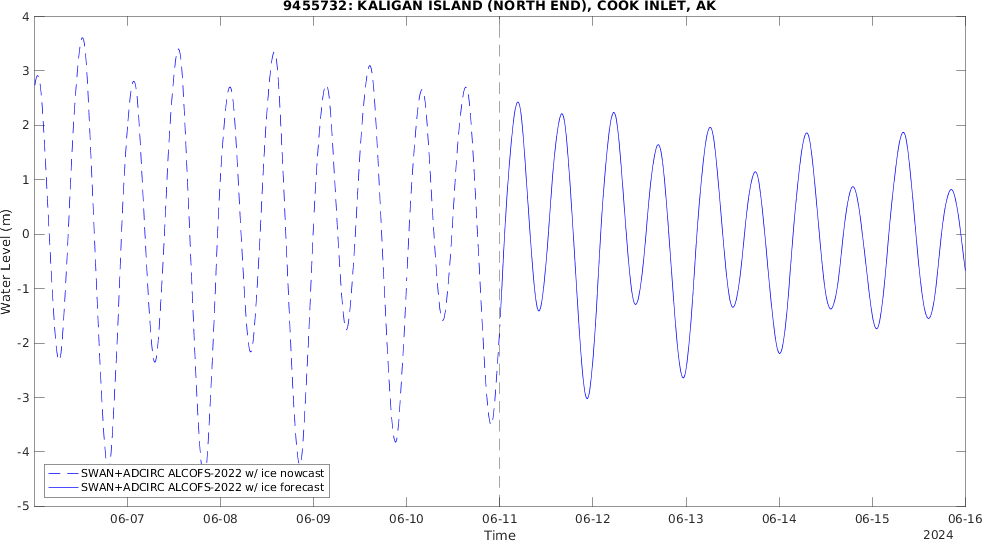 9455732: KALIGAN ISLAND (NORTH END), COOK INLET, AK
4
3
2
1
0
-1
-2
-3
-4
-5
Water Level (m)
SWAN+ADCIRC ALCOFS-2022 w/ ice nowcast
SWAN+ADCIRC ALCOFS-2022 w/ ice forecast
06-07 06-08 06-09 06-10 06-11 06-12 06-13 06-14 06-15 06-16
Time
2024